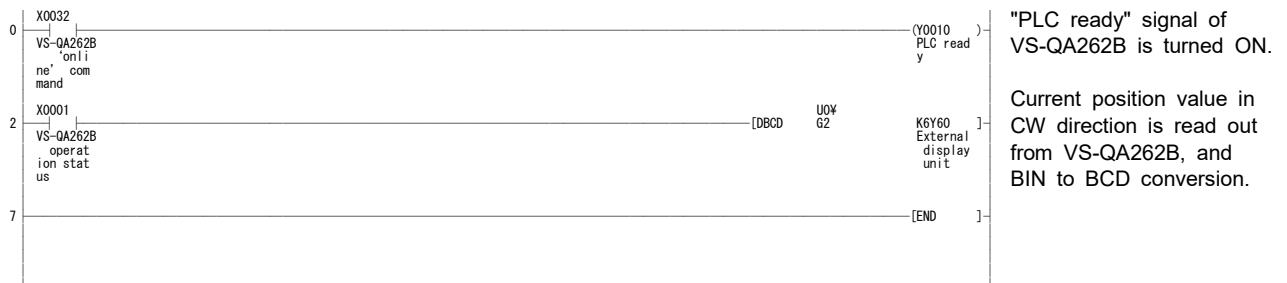 X0032
0 (Y0010 )
VS-QA262B PLC read
'onli y
ne' com
mand
"PLC ready" signal of
VS-QA262B is turned ON.
X0001 U0¥
2 [DBCD G2 K6Y60 ]
VS-QA262B External
operat display
ion stat unit
us
Current position value in
CW direction is read out
from VS-QA262B, and
BIN to BCD conversion.
7 [END ]